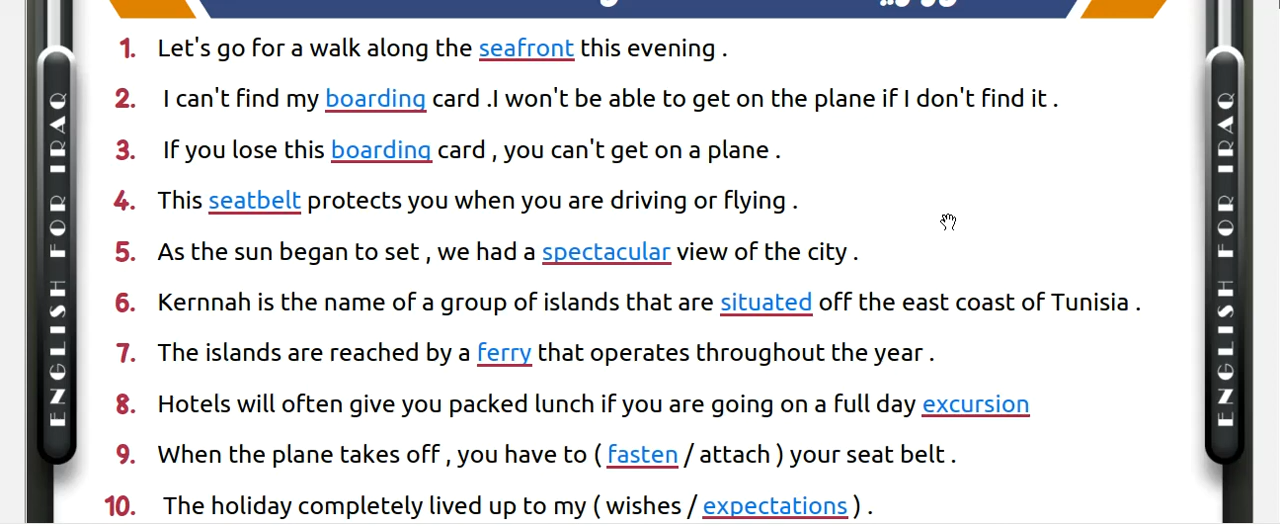 1. Let's go for a walk along the seafront this evening .
2. I can't find my boarding card .I won't be able to get on the plane if I don't find it .
3. If you lose this boarding card , you can't get on a plane .
4. This seatbelt protects you when you are driving or flying .
5. As the sun began to set , we had a spectacular view of the city .
6. Kernnah is the name of a group of islands that are situated off the east coast of Tunisia .
7. The islands are reached by a ferry that operates throughout the year .
8. Hotels will often give you packed lunch if you are going on a full day excursion
9. When the plane takes off , you have to ( fasten / attach ) your seat belt .
10. The holiday completely lived up to my ( wishes / expectations ) .
ENGLISH FOR IRAQ
ENGLISH FOR IRAQ